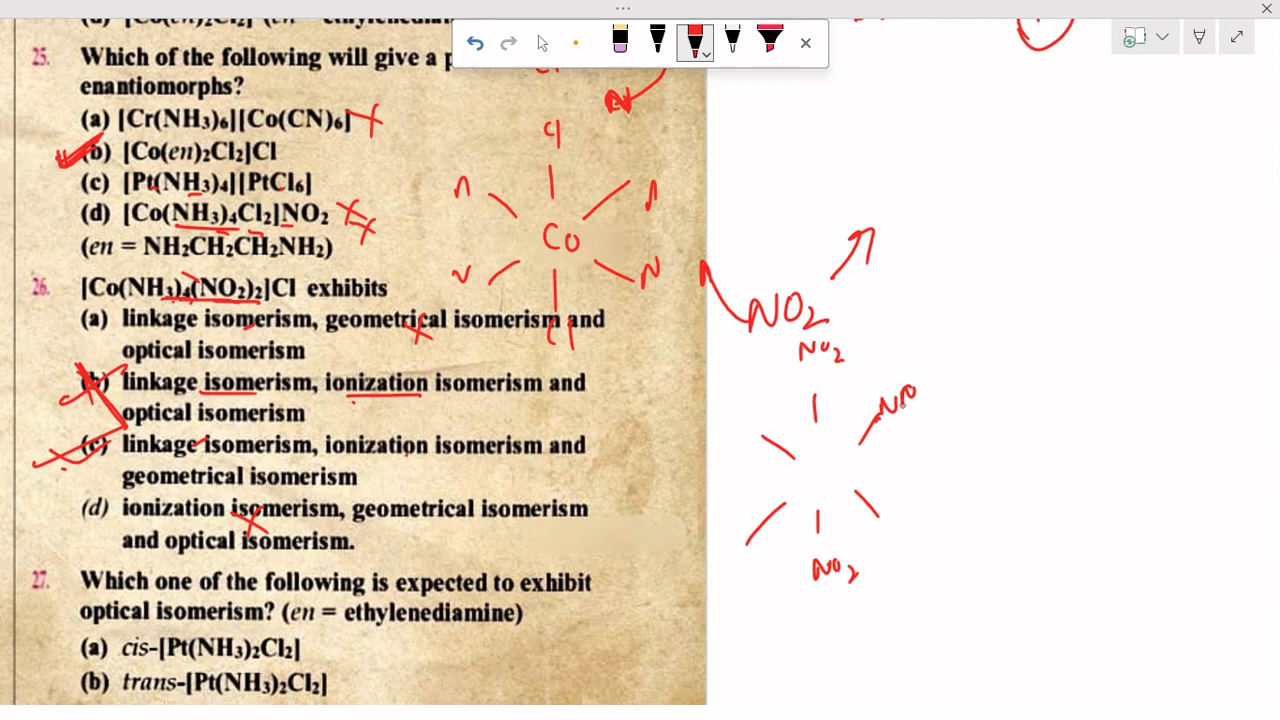 25. Which of the following will give a p
enantiomorphs?
(a) [Cr(NH3)6][Co(CN)6]
(b) [Co(en)2Cl2]Cl
(c) [Pt(NH3)4][PtCl6]
(d) [Co(NH3)4Cl2]NO2
(en = NH2CH2CH2NH2)
26. [Co(NH3)4(NO2)2]Cl exhibits
(a) linkage isomerism, geometrical isomerism and
optical isomerism
(b) linkage isomerism, ionization isomerism and
optical isomerism
(c) linkage isomerism, ionization isomerism and
geometrical isomerism
(d) ionization isomerism, geometrical isomerism
and optical isomerism.
27. Which one of the following is expected to exhibit
optical isomerism? (en = ethylenediamine)
(a) cis-[Pt(NH3)2Cl2]
(b) trans-[Pt(NH3)2Cl2]
Cl
Co
N
Cl
NO2
NO2
NO2